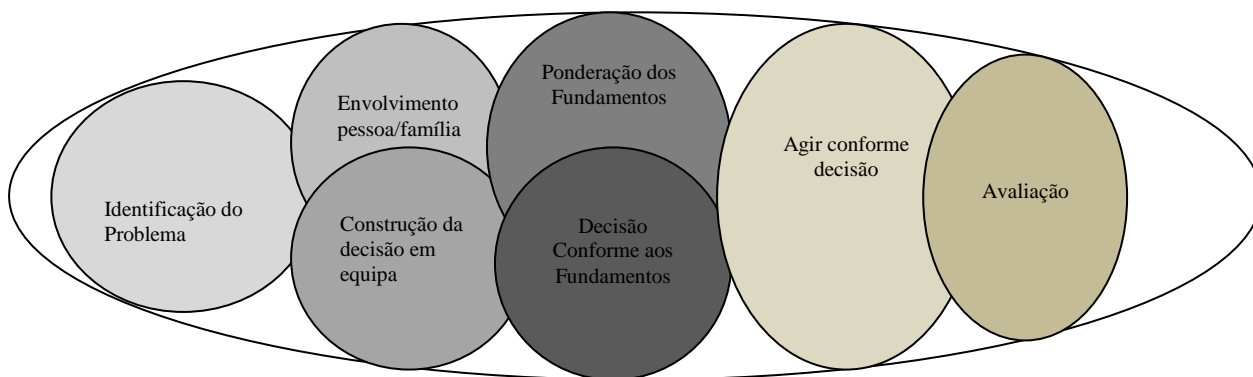 Identificação do
Problema
Envolvimento
pessoa/família
Construção da
decisão em
equipa
Ponderação dos
Fundamentos
Decisão
Conforme aos
Fundamentos
Agir conforme
decisão
Avaliação